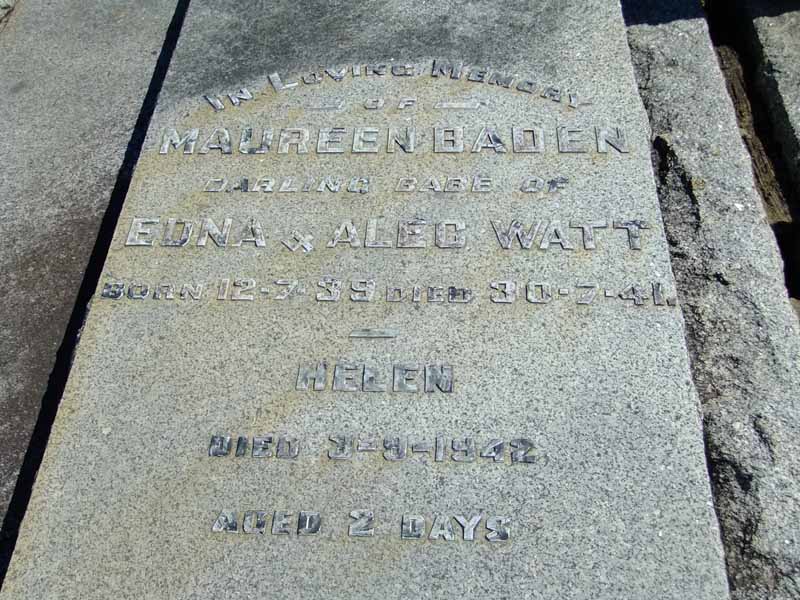 In Loving Memory
OF
MAUREEN BADEN
DARLING BABE OF
EDNA & ALEC WATT
BORN 12-7-39 DIED 30-7-41.
HELEN
DIED 3-9-1942.
AGED 2 DAYS